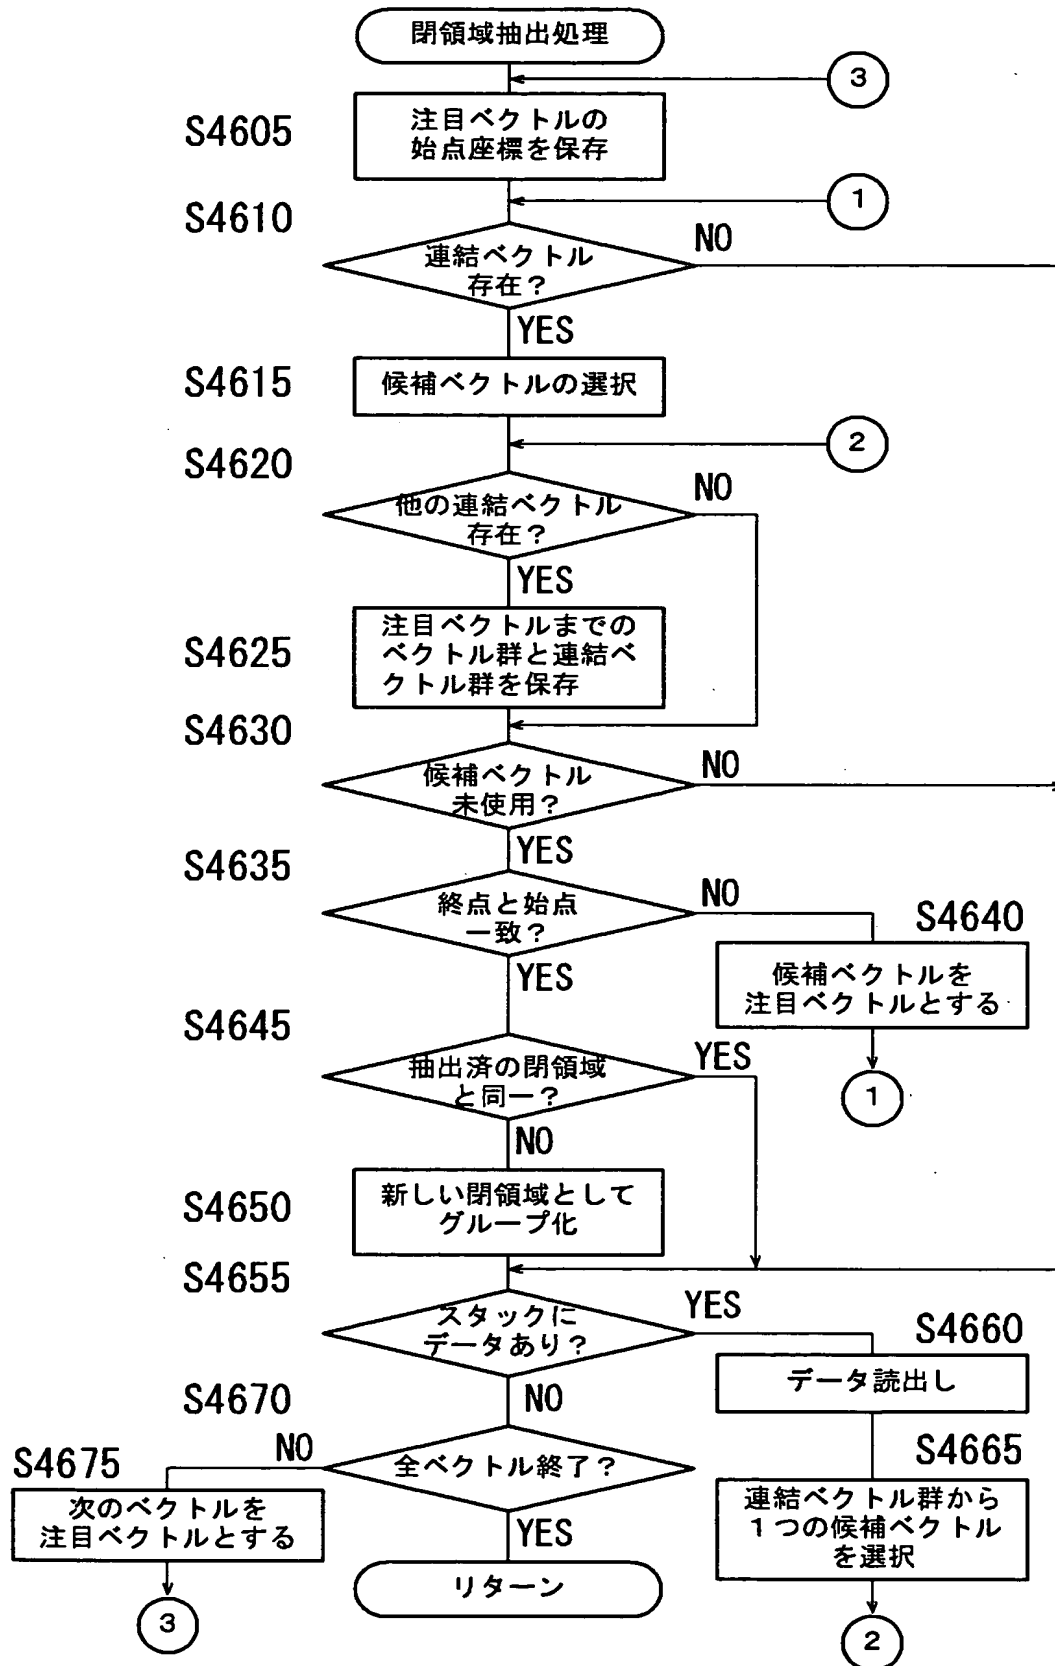 閉領域抽出処理
3
S4605
注目ベクトルの
始点座標を保存
1
S4610
NO
連結ベクトル
存在?
YES
S4615
候補ベクトルの選択
2
S4620
NO
他の連結ベクトル
存在?
YES
S4625
注目ベクトルまでの
ベクトル群と連結ベ
クトル群を保存
S4630
NO
候補ベクトル
未使用?
YES
S4635
NO
終点と始点
一致?
S4640
YES
候補ベクトルを
注目ベクトルとする
S4645
YES
抽出済の閉領域
と同一?
1
NO
S4650
新しい閉領域として
グループ化
S4655
YES
スタックに
データあり?
S4660
データ読出し
S4670
NO
S4665
NO
全ベクトル終了?
S4675
次のベクトルを
注目ベクトルとする
連結ベクトル群から
1つの候補ベクトル
を選択
YES
リターン
3
2